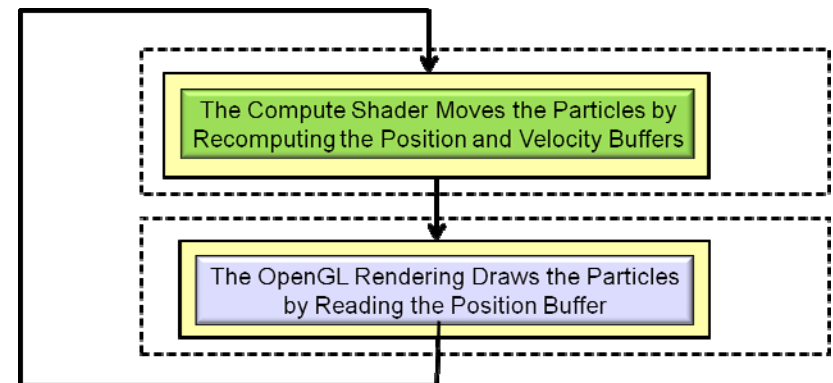 The Compute Shader Moves the Particles by
Recomputing the Position and Velocity Buffers
The OpenGL Rendering Draws the Particles
by Reading the Position Buffer